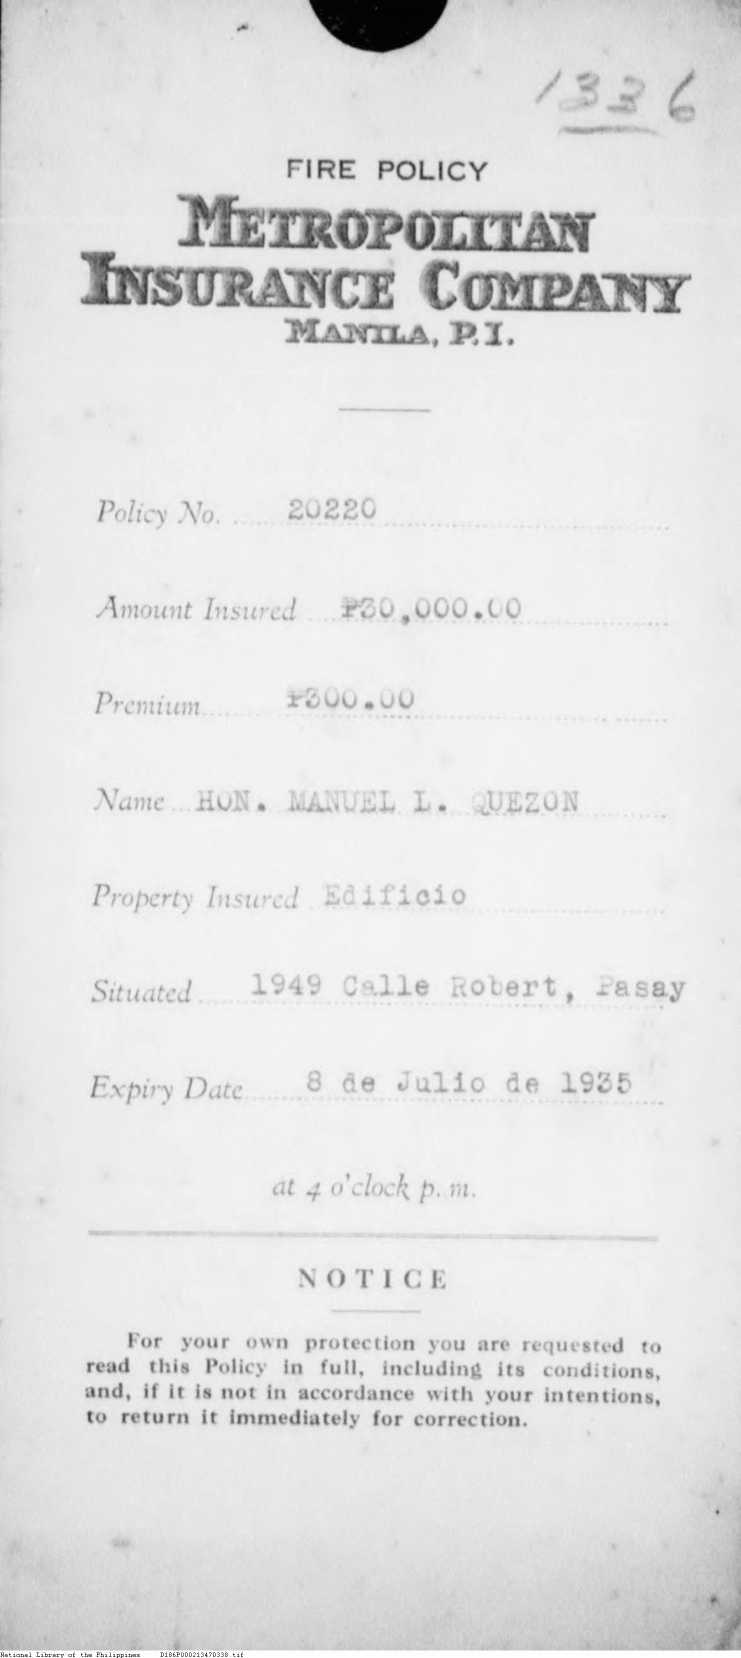 1336
FIRE POLICY
METROPOLITAN
INSURANCE COMPANY
MANILA, P.I.
Policy No. 20220
Amount Insured ₱30,000.00
Premium ₱300.00
Name HON. MANUEL L. QUEZON
Property Insured Edificio
Situated 1949 Calle Robert, Pasay
Expiry Date 8 de Julio de 1935
at 4 o'clock p. m.
NOTICE
For your own protection you are requested to
read this Policy in full, including its conditions,
and, if it is not in accordance with your intentions,
to return it immediately for correction.
National Library of the Philippines D186P000213470338.tif